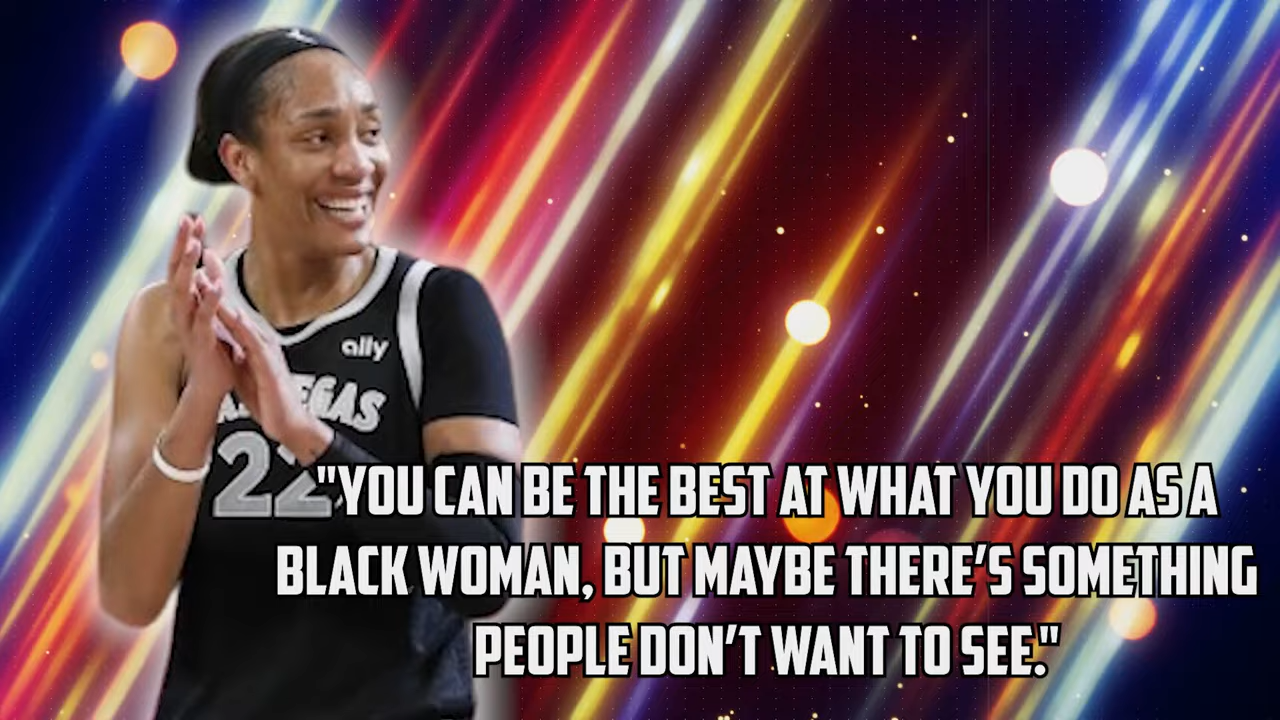 ally
VEGAS
22
"YOU CAN BE THE BEST AT WHAT YOU DO AS A
BLACK WOMAN, BUT MAYBE THERE'S SOMETHING
PEOPLE DON'T WANT TO SEE."